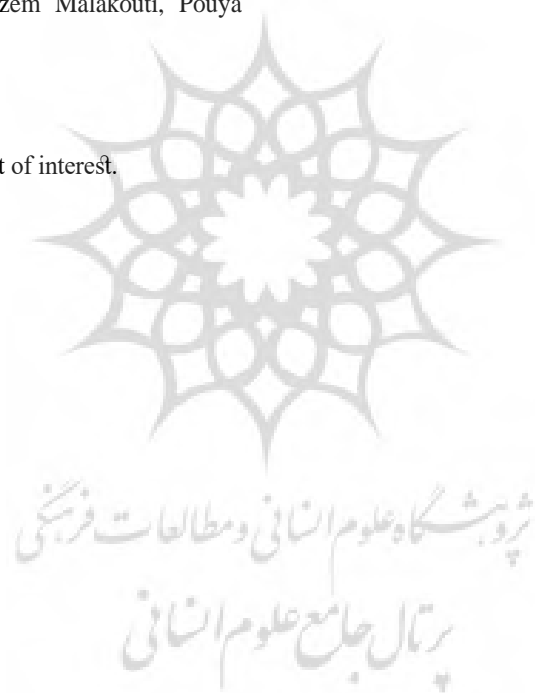 zem Malakouti, Pouya
t of interest.
پژوهشگاه علوم انسانی و مطالعات فرهنگی
پرتال جامع علوم انسانی